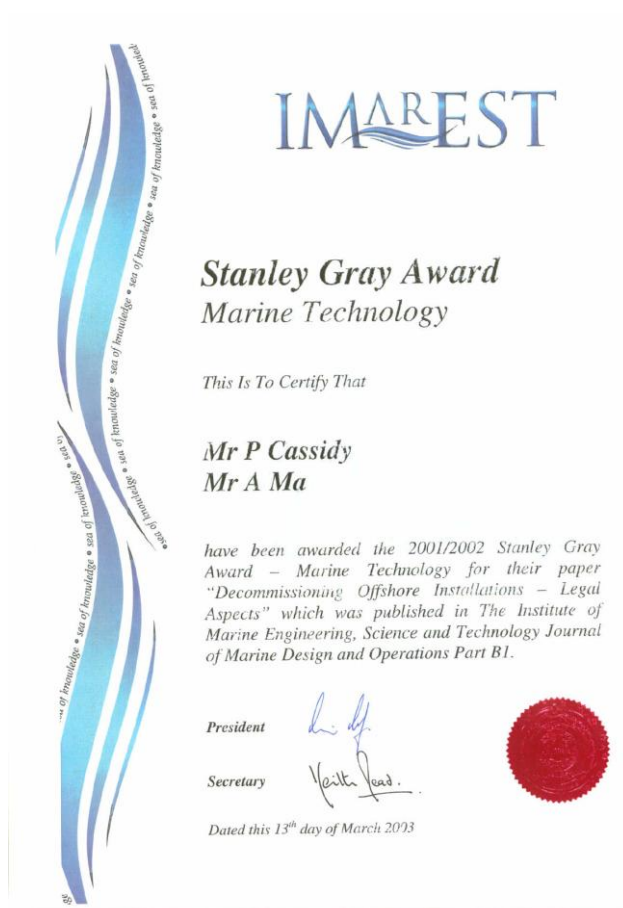 IMAREST
Stanley Gray Award
Marine Technology
This Is To Certify That
Mr P Cassidy
Mr A Ma
have been awarded the 2001/2002 Stanley Gray
Award – Marine Technology for their paper
"Decommissioning Offshore Installations – Legal
Aspects" which was published in The Institute of
Marine Engineering, Science and Technology Journal
of Marine Design and Operations Part B1.
President
Secretary
Dated this 13th day of March 2003
sea of knowledge • sea of knowledge • sea of knowledge • sea of knowledge • sea of knowledge • sea of knowledge
sea of knowledge • sea of knowledge • sea of knowledge • sea of